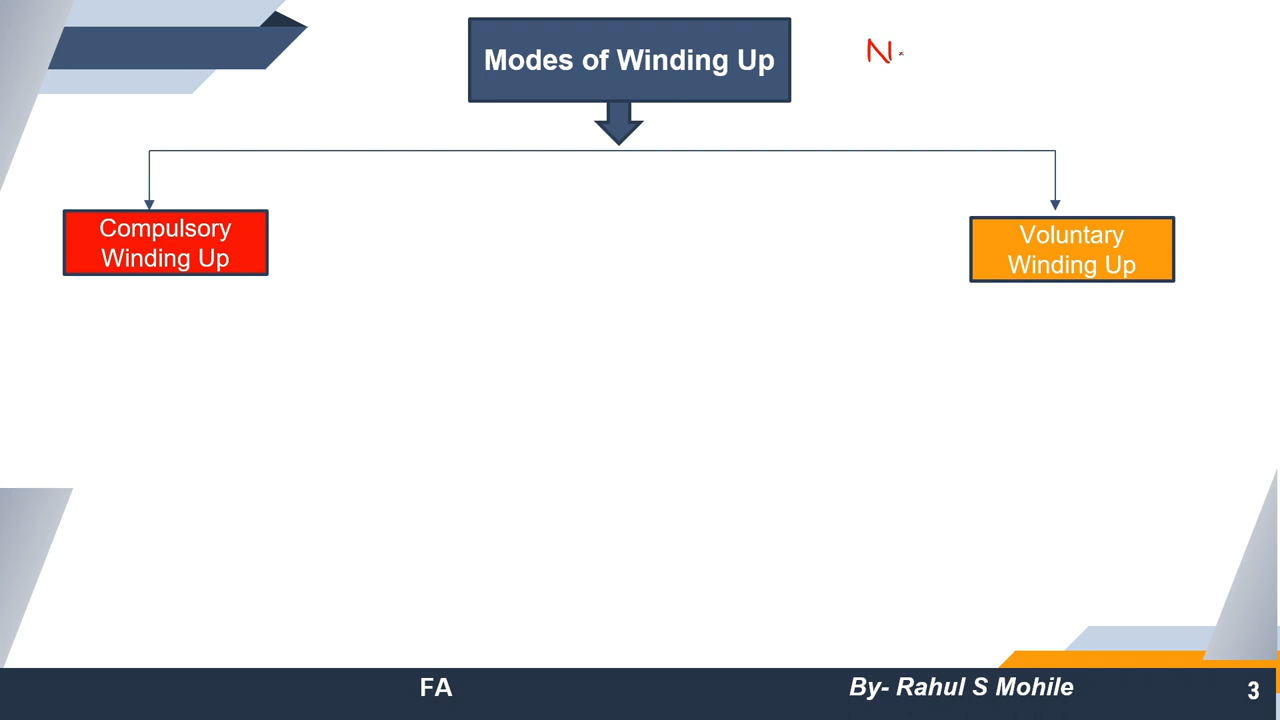 Modes of Winding Up
N
Compulsory
Winding Up
Voluntary
Winding Up
FA
By- Rahul S Mohile
3